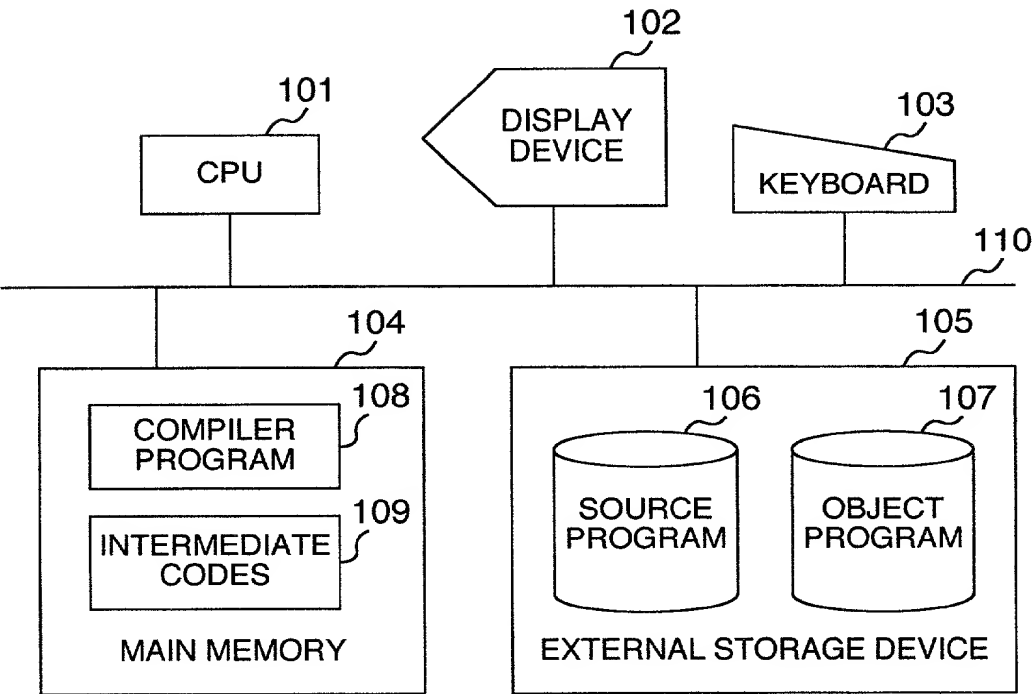 102
101
DISPLAY
DEVICE
103
CPU
KEYBOARD
110
104
105
108
COMPILER
PROGRAM
106
107
109
INTERMEDIATE
CODES
SOURCE
PROGRAM
OBJECT
PROGRAM
MAIN MEMORY
EXTERNAL STORAGE DEVICE